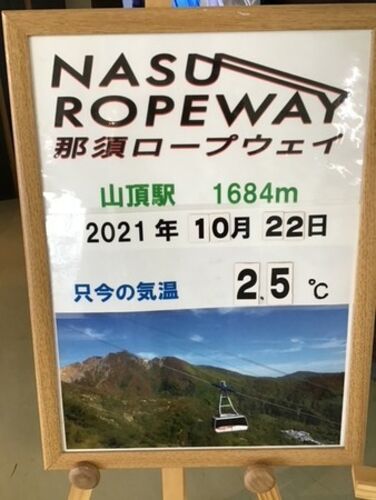 NASU
ROPEWAY
那須ロープウェイ
山頂駅 1684m
2021年 10月 22日
只今の気温 2.5 ℃